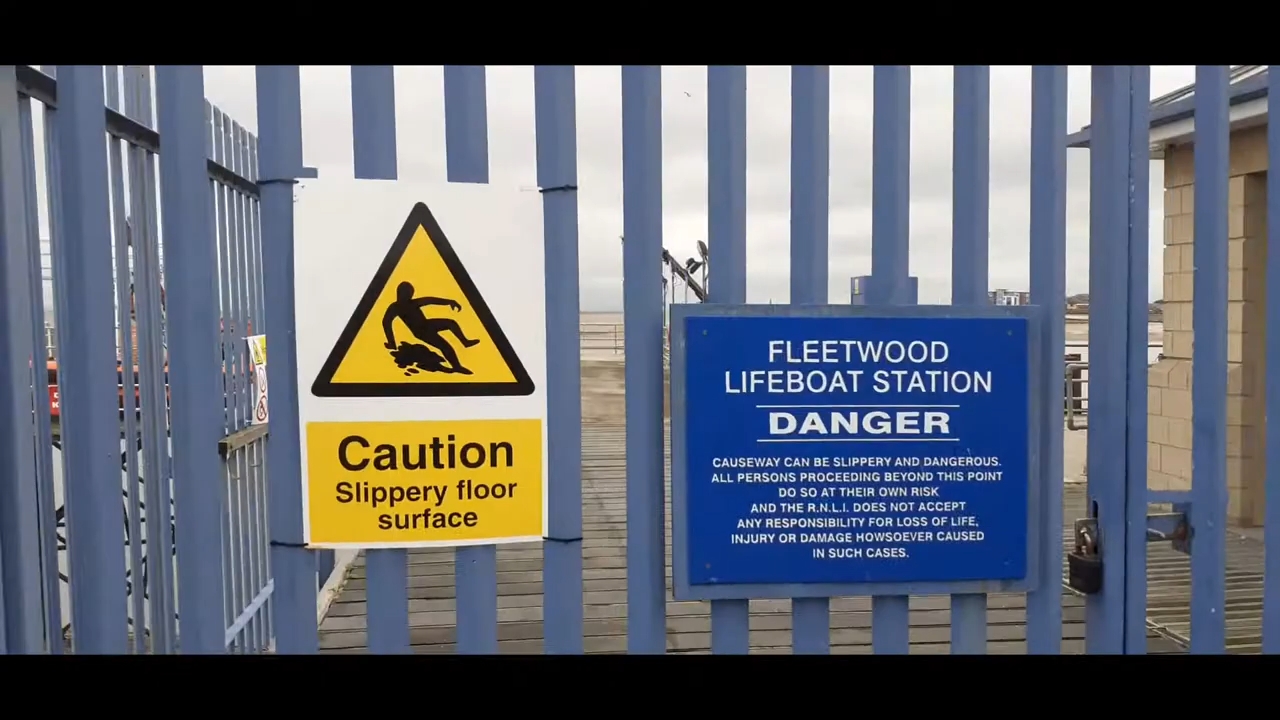 Caution
Slippery floor
surface
FLEETWOOD
LIFEBOAT STATION
DANGER
CAUSEWAY CAN BE SLIPPERY AND DANGEROUS.
ALL PERSONS PROCEEDING BEYOND THIS POINT
DO SO AT THEIR OWN RISK
AND THE R.N.L.I. DOES NOT ACCEPT
ANY RESPONSIBILITY FOR LOSS OF LIFE,
INJURY OR DAMAGE HOWSOEVER CAUSED
IN SUCH CASES.